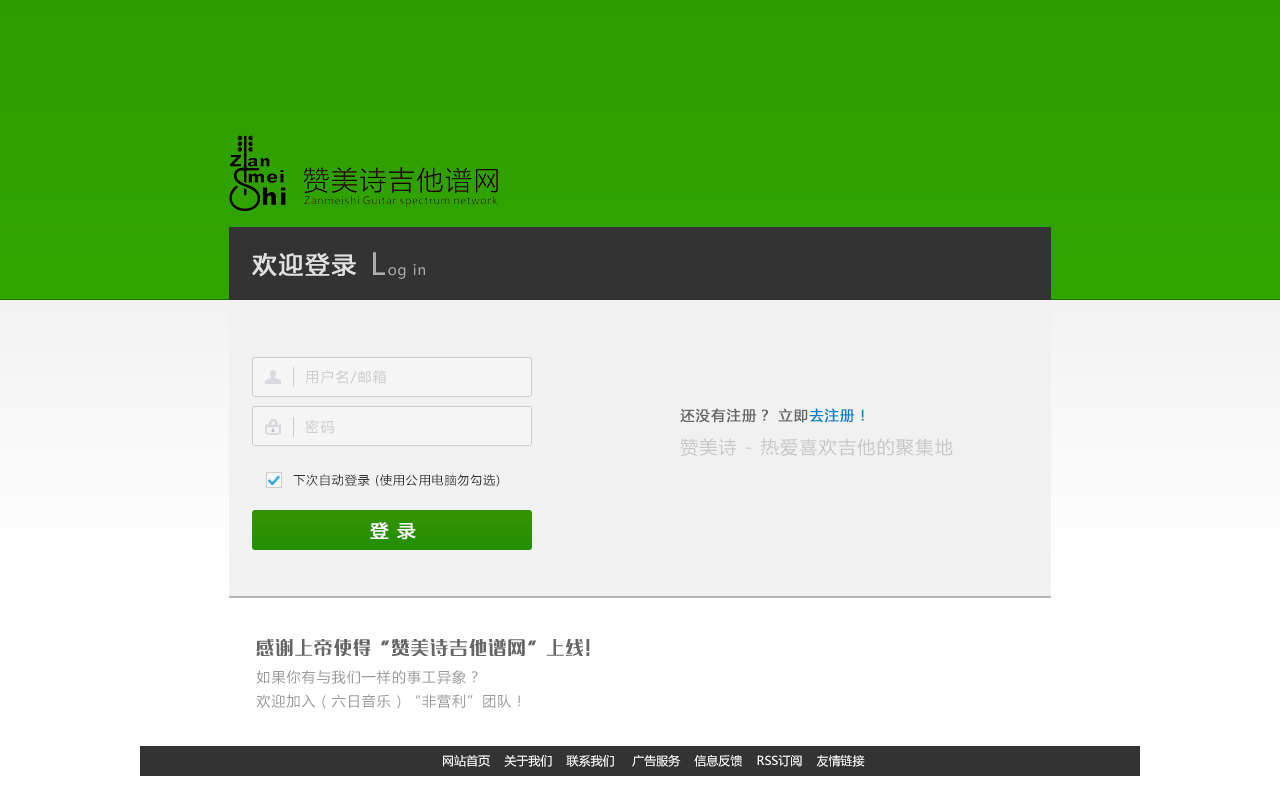 Zian
mei
Shi
赞美诗吉他谱网
Zanmeishi Guitar spectrum network
欢迎登录 Log in
用户名/邮箱
密码
下次自动登录 (使用公用电脑勿勾选)
登 录
还没有注册？ 立即去注册！
赞美诗 - 热爱喜欢吉他的聚集地
感谢上帝使得“赞美诗吉他谱网“上线!
如果你有与我们一样的事工异象？
欢迎加入（六日音乐）“非营利”团队！
网站首页 关于我们 联系我们 广告服务 信息反馈 RSS订阅 友情链接